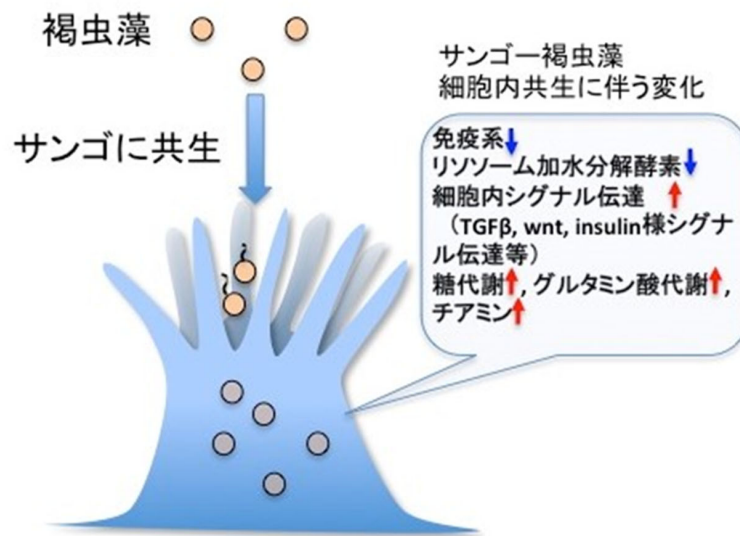 褐虫藻
サンゴに共生
サンゴー褐虫藻
細胞内共生に伴う変化
免疫系↓
リソソーム加水分解酵素↓
細胞内シグナル伝達 ↑
（TGFβ, wnt, insulin様シグナ
ル伝達等）
糖代謝↑, グルタミン酸代謝↑,
チアミン↑